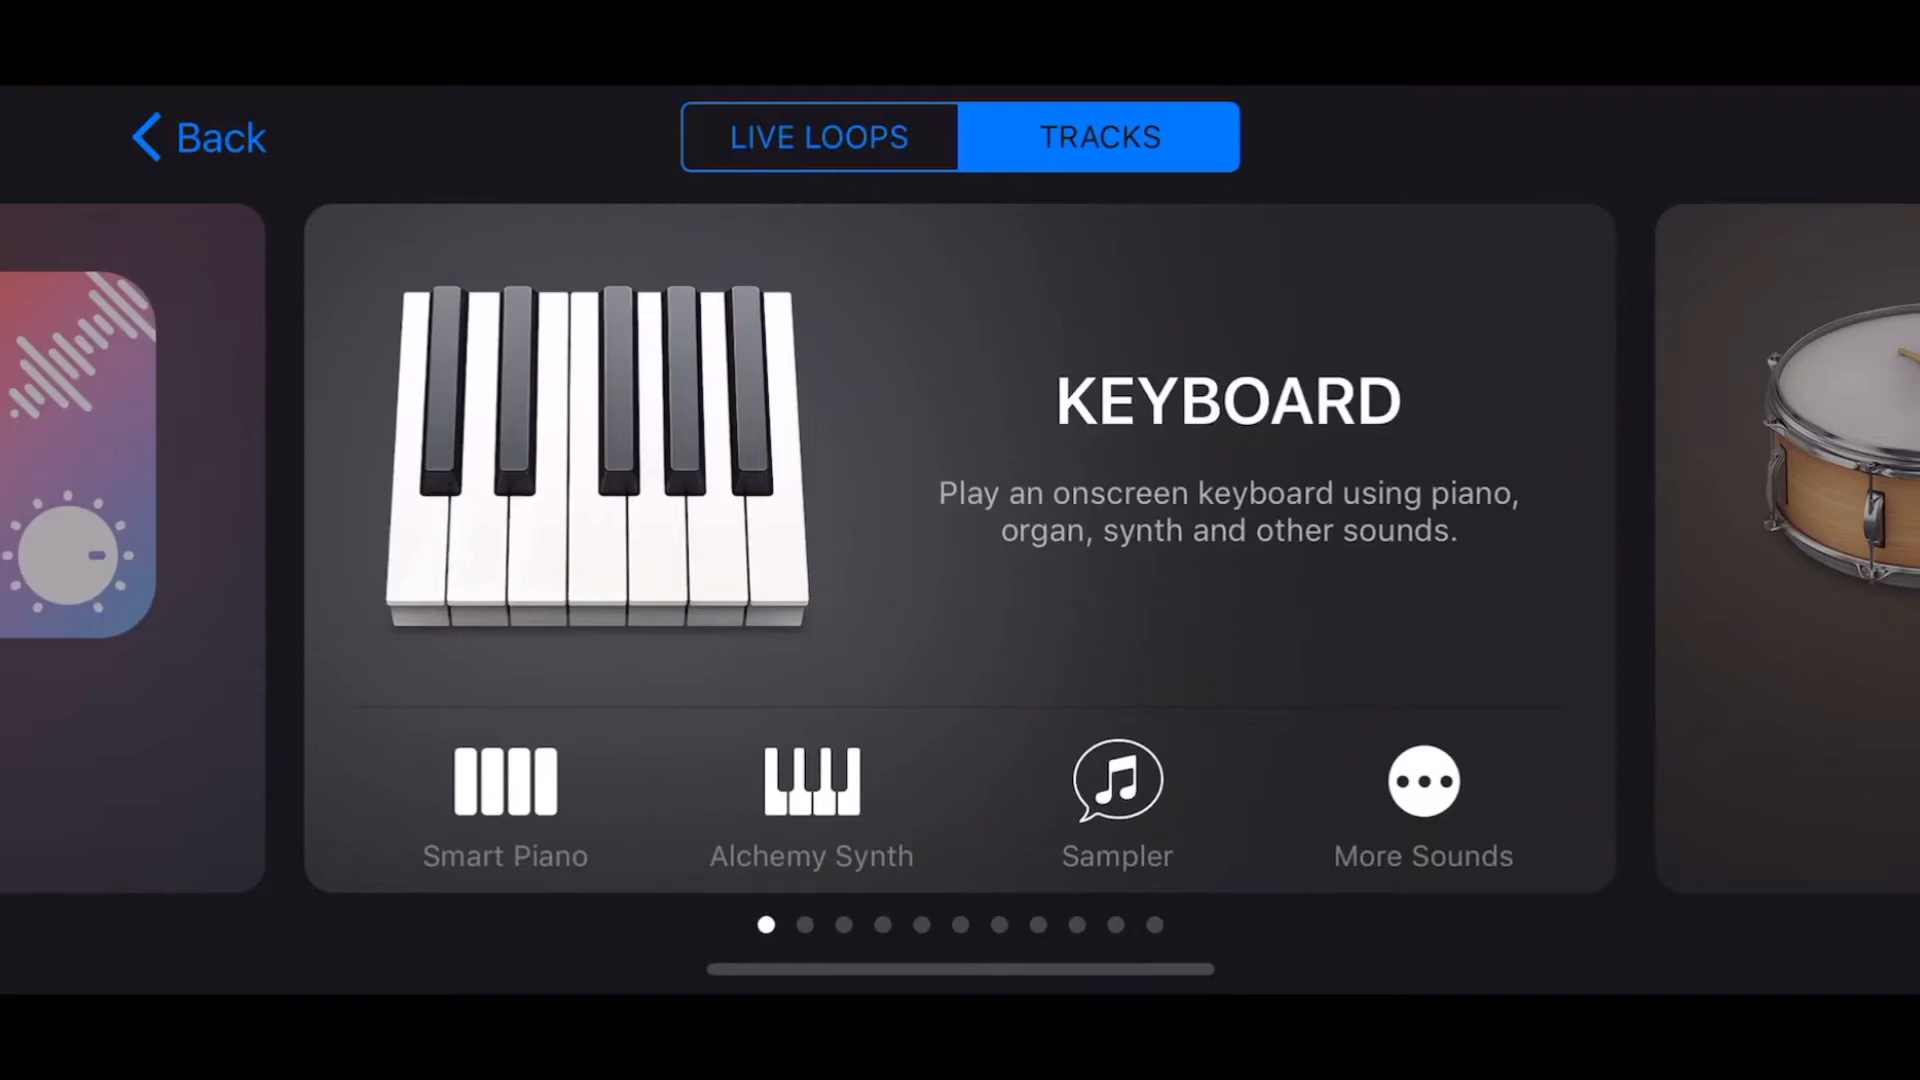 Back
LIVE LOOPS
TRACKS
KEYBOARD
Play an onscreen keyboard using piano,
organ, synth and other sounds.
Smart Piano
Alchemy Synth
Sampler
More Sounds